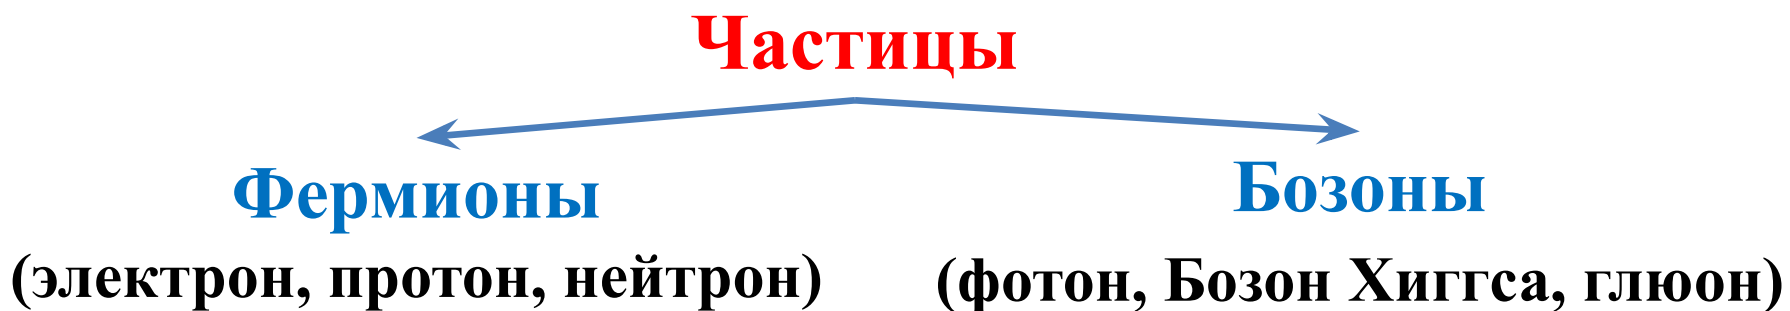 Частицы
Фермионы
Бозоны
(электрон, протон, нейтрон)
(фотон, Бозон Хиггса, глюон)